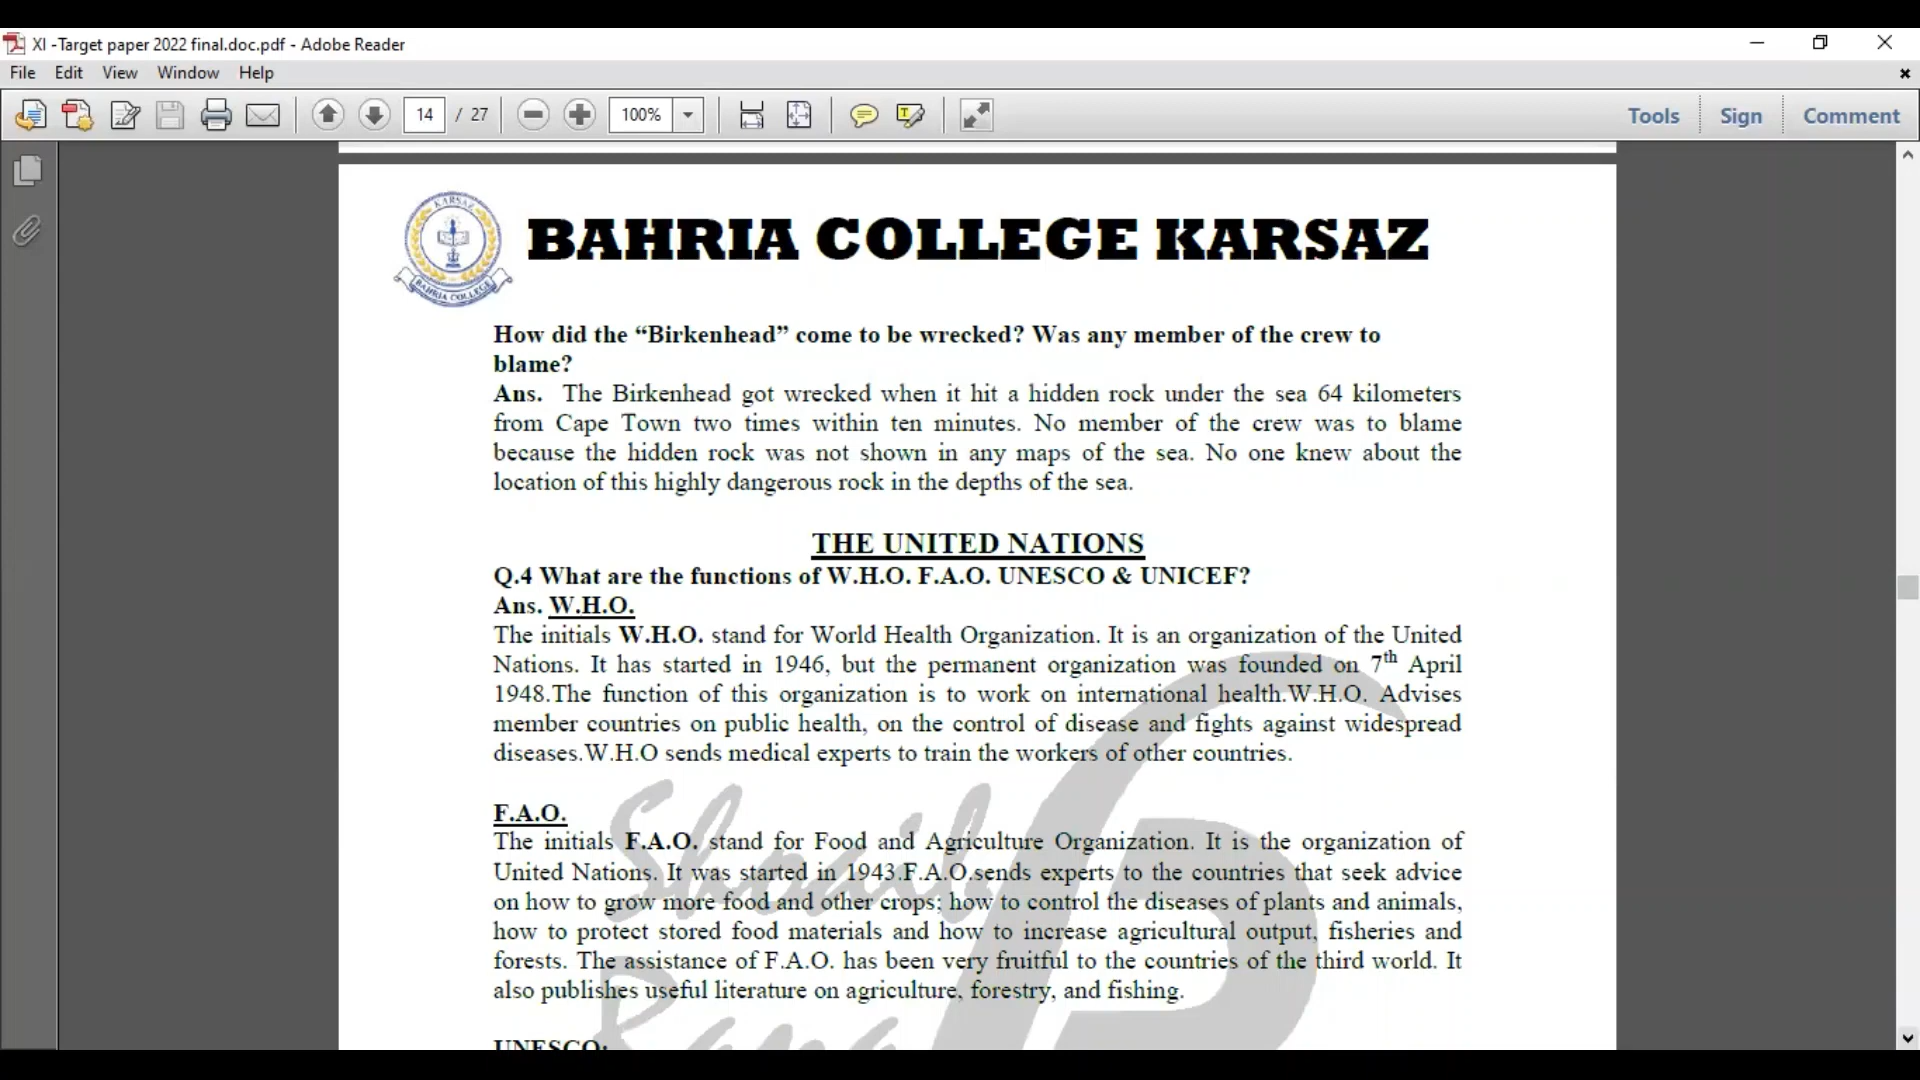 XI -Target paper 2022 final.doc.pdf - Adobe Reader
File Edit View Window Help
14 / 27 100% Tools Sign Comment
KARSAZ
BAHRIA COLLEGE
BAHRIA COLLEGE KARSAZ
How did the “Birkenhead” come to be wrecked? Was any member of the crew to
blame?
Ans. The Birkenhead got wrecked when it hit a hidden rock under the sea 64 kilometers
from Cape Town two times within ten minutes. No member of the crew was to blame
because the hidden rock was not shown in any maps of the sea. No one knew about the
location of this highly dangerous rock in the depths of the sea.
THE UNITED NATIONS
Q.4 What are the functions of W.H.O. F.A.O. UNESCO & UNICEF?
Ans. W.H.O.
The initials W.H.O. stand for World Health Organization. It is an organization of the United
Nations. It has started in 1946, but the permanent organization was founded on 7th April
1948.The function of this organization is to work on international health.W.H.O. Advises
member countries on public health, on the control of disease and fights against widespread
diseases.W.H.O sends medical experts to train the workers of other countries.
F.A.O.
The initials F.A.O. stand for Food and Agriculture Organization. It is the organization of
United Nations. It was started in 1943.F.A.O.sends experts to the countries that seek advice
on how to grow more food and other crops; how to control the diseases of plants and animals,
how to protect stored food materials and how to increase agricultural output, fisheries and
forests. The assistance of F.A.O. has been very fruitful to the countries of the third world. It
also publishes useful literature on agriculture, forestry, and fishing.
UNESCO:
Shoaib
Rana